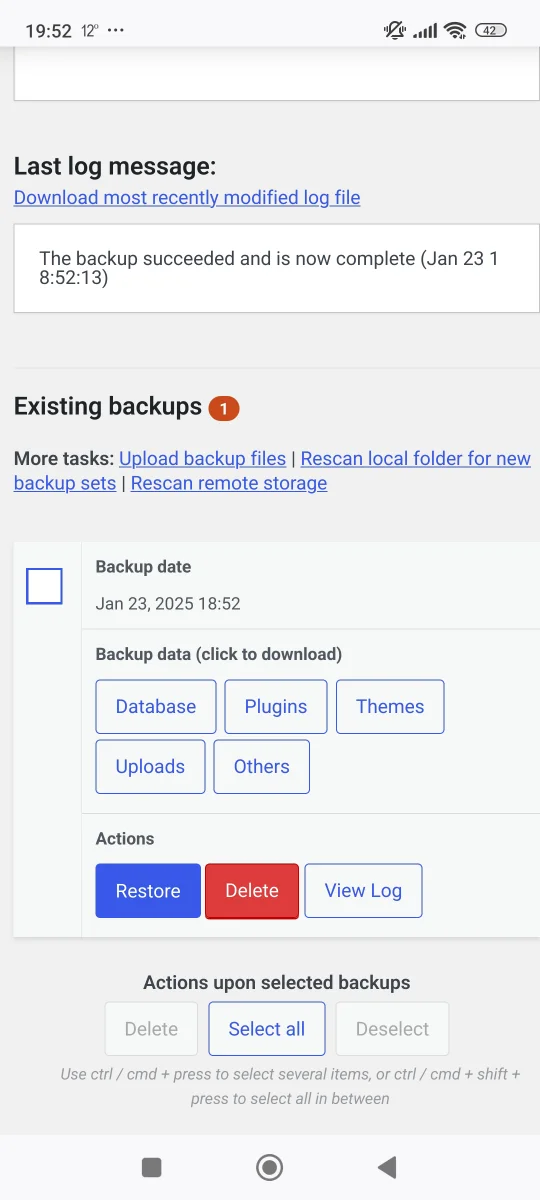 19:52 12° ...
42
Last log message:
Download most recently modified log file
The backup succeeded and is now complete (Jan 23 1
8:52:13)
Existing backups 1
More tasks: Upload backup files | Rescan local folder for new
backup sets | Rescan remote storage
Backup date
Jan 23, 2025 18:52
Backup data (click to download)
Database Plugins Themes
Uploads Others
Actions
Restore Delete View Log
Actions upon selected backups
Delete Select all Deselect
Use ctrl / cmd + press to select several items, or ctrl / cmd + shift +
press to select all in between